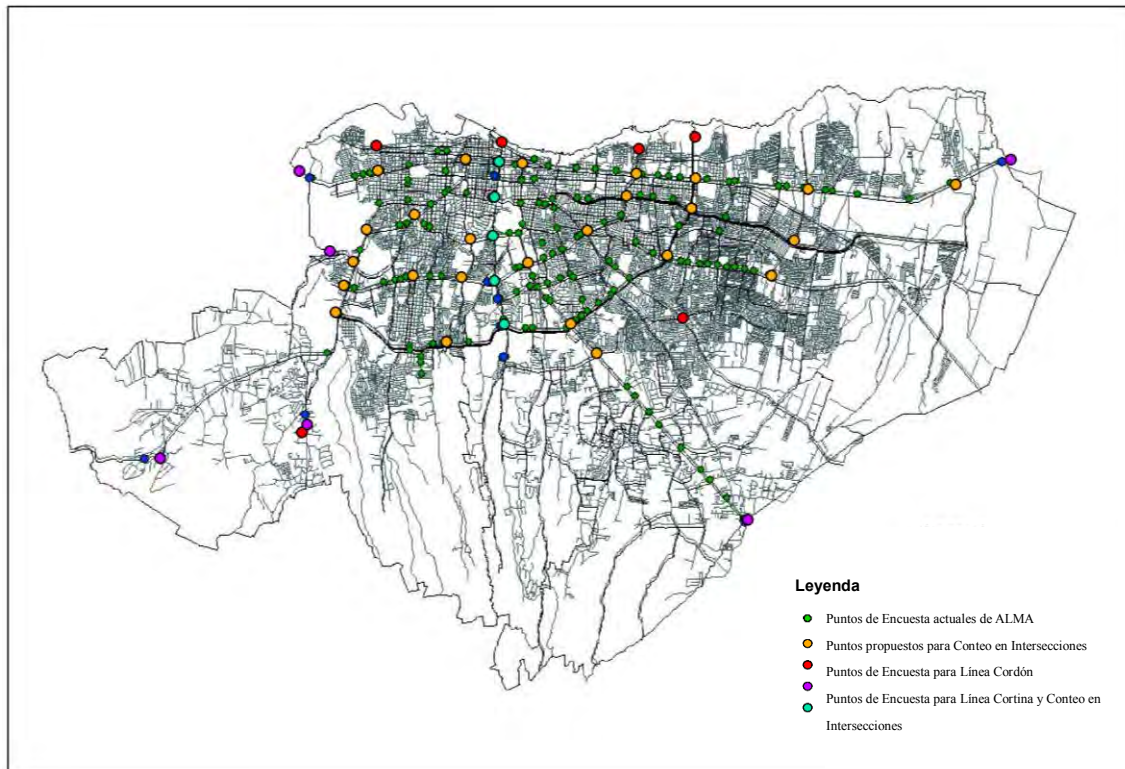 Leyenda
Puntos de Encuesta actuales de ALMA
Puntos propuestos para Conteo en Intersecciones
Puntos de Encuesta para Línea Cordón
Puntos de Encuesta para Línea Cortina y Conteo en
Intersecciones